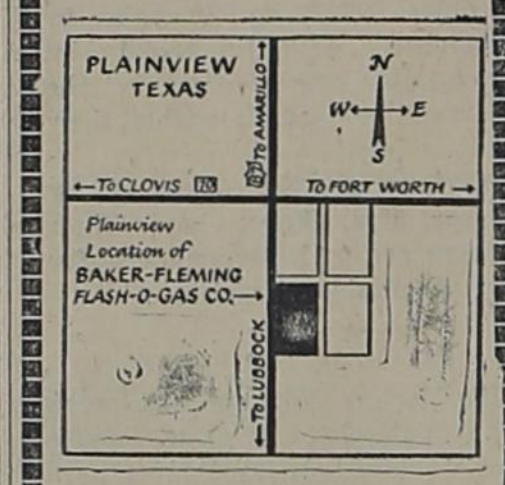 PLAINVIEW
TEXAS
TO AMARILLO →
N
W E
S
← TO CLOVIS 70
TO FORT WORTH →
Plainview
Location of
BAKER-FLEMING
FLASH-O-GAS CO. →
← TO LUBBOCK